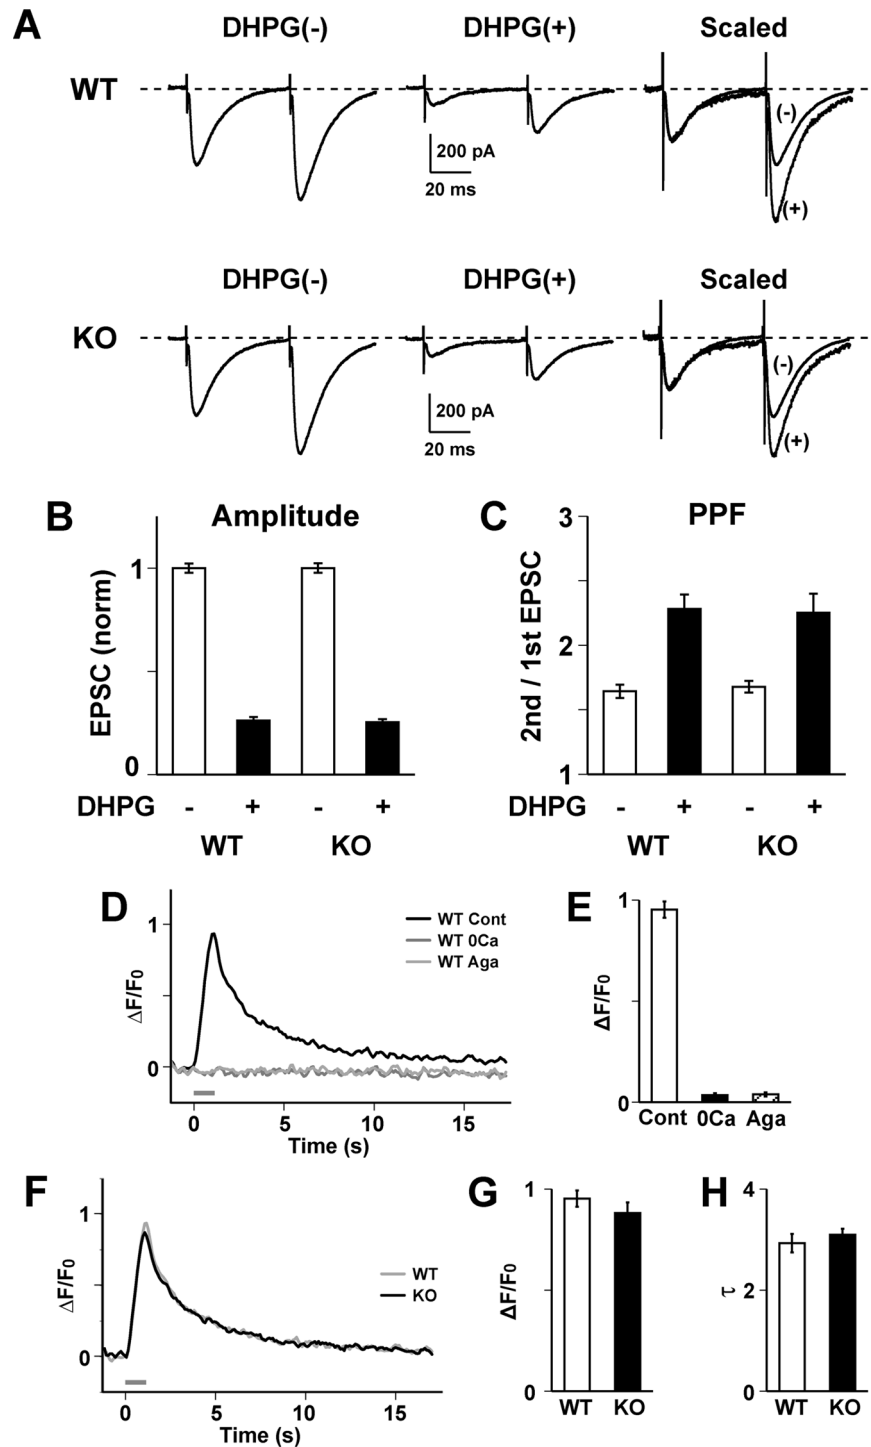 A
DHPG(-) DHPG(+) Scaled
WT
(-)
200 pA
20 ms
(+)
DHPG(-) DHPG(+) Scaled
KO
(-)
200 pA
20 ms
(+)
B
Amplitude
EPSC (norm)
1
0
DHPG - + - +
WT KO
C
PPF
2nd / 1st EPSC
3
2
1
DHPG - + - +
WT KO
D
ΔF/F0
1
0
WT Cont
WT 0Ca
WT Aga
0 5 10 15
Time (s)
E
ΔF/F0
1
0
Cont 0Ca Aga
F
ΔF/F0
1
0
WT
KO
0 5 10 15
Time (s)
G
ΔF/F0
1
0
WT KO
H
τ
4
2
0
WT KO